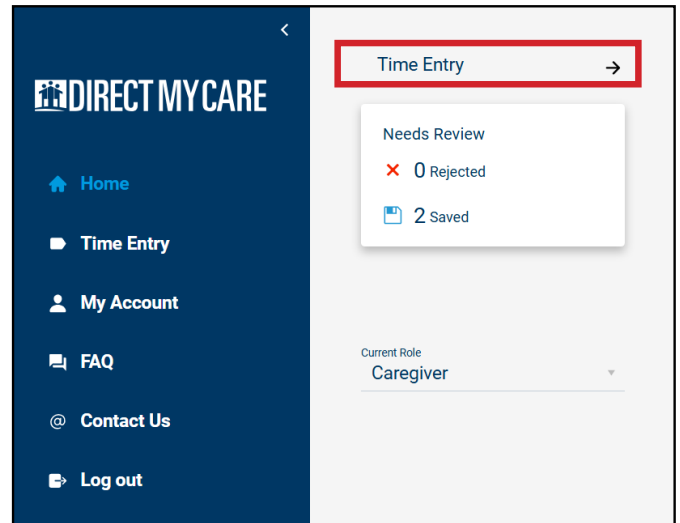 DIRECT MY CARE
Home
Time Entry
My Account
FAQ
@ Contact Us
Log out
Time Entry
Needs Review
0 Rejected
2 Saved
Current Role
Caregiver